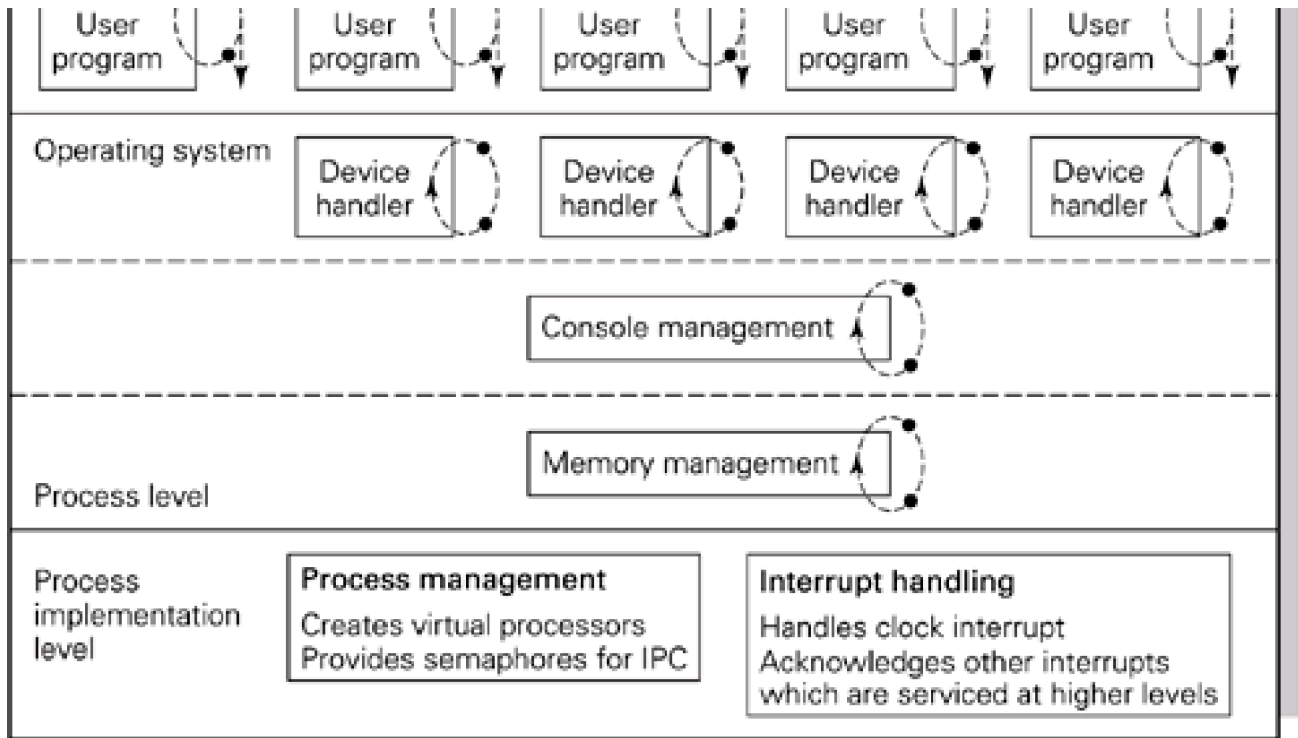 User
program
User
program
User
program
User
program
User
program
Operating system
Device
handler
Device
handler
Device
handler
Device
handler
Console management
Memory management
Process level
Process
implementation
level
Process management
Creates virtual processors
Provides semaphores for IPC
Interrupt handling
Handles clock interrupt
Acknowledges other interrupts
which are serviced at higher levels